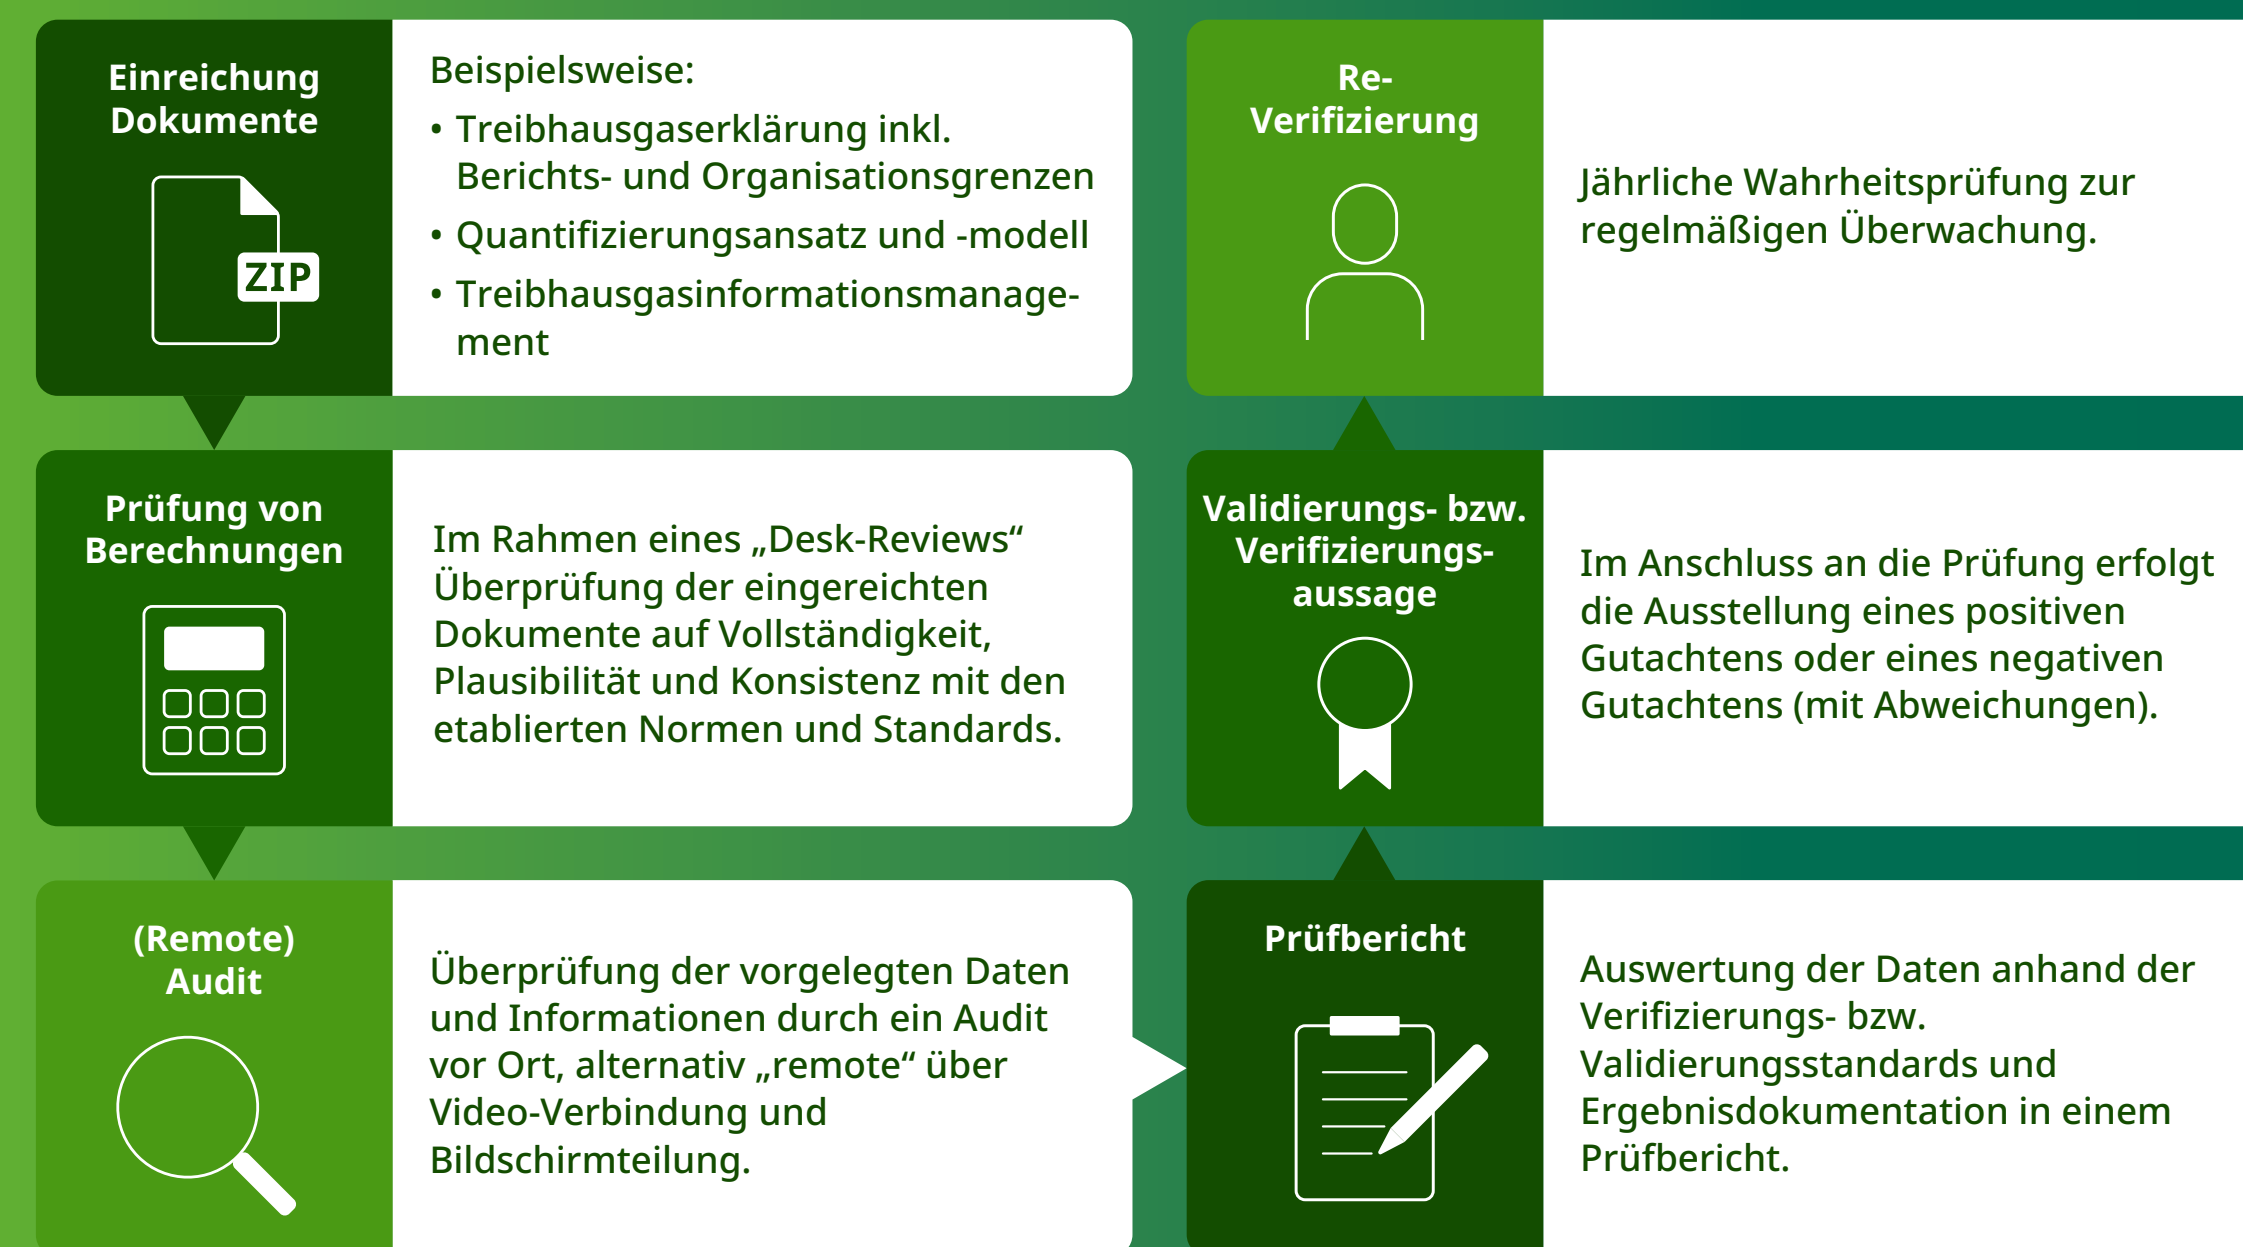 Einreichung
Dokumente
ZIP
Beispielsweise:
• Treibhausgaserklärung inkl.
Berichts- und Organisationsgrenzen
• Quantifizierungsansatz und -modell
• Treibhausgasinformationsmanage-
ment
Prüfung von
Berechnungen
Im Rahmen eines „Desk-Reviews“
Überprüfung der eingereichten
Dokumente auf Vollständigkeit,
Plausibilität und Konsistenz mit den
etablierten Normen und Standards.
(Remote)
Audit
Überprüfung der vorgelegten Daten
und Informationen durch ein Audit
vor Ort, alternativ „remote“ über
Video-Verbindung und
Bildschirmteilung.
Prüfbericht
Auswertung der Daten anhand der
Verifizierungs- bzw.
Validierungsstandards und
Ergebnisdokumentation in einem
Prüfbericht.
Validierungs- bzw.
Verifizierungs-
aussage
Im Anschluss an die Prüfung erfolgt
die Ausstellung eines positiven
Gutachtens oder eines negativen
Gutachtens (mit Abweichungen).
Re-
Verifizierung
Jährliche Wahrheitsprüfung zur
regelmäßigen Überwachung.